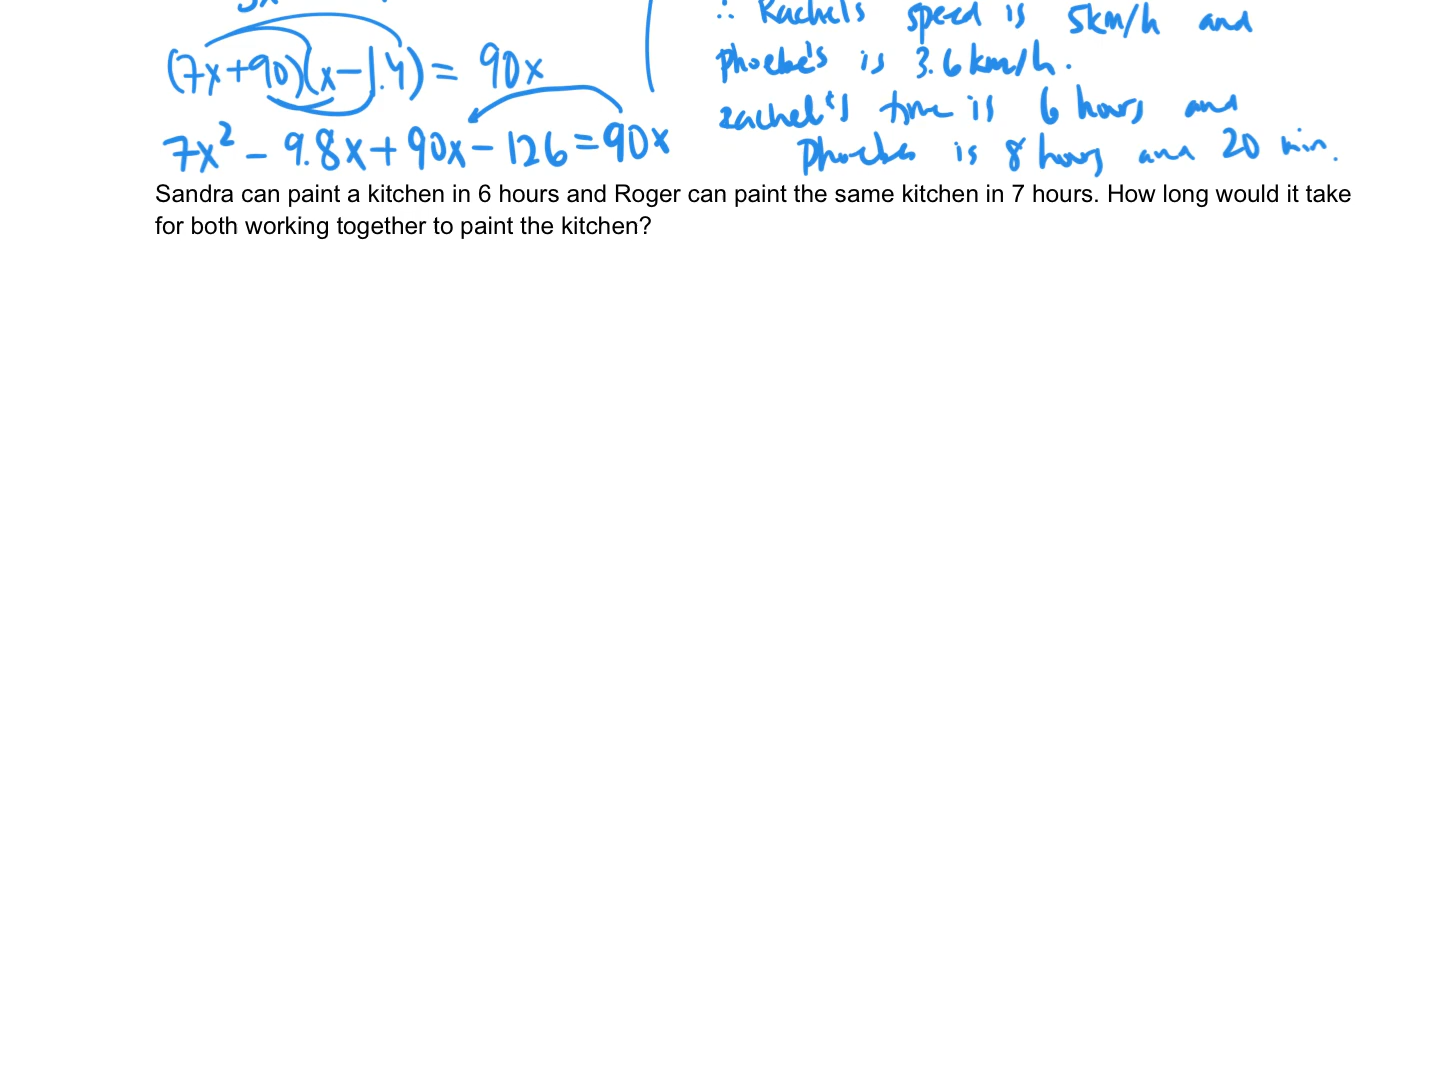 (7x+90)(x-1.4) = 90x
7x² - 9.8x + 90x - 126 = 90x
∴ Rachel's speed is 5km/h and
Phoebe's is 3.6 km/h.
Rachel's time is 6 hours and
Phoebes is 8 hours and 20 min.
Sandra can paint a kitchen in 6 hours and Roger can paint the same kitchen in 7 hours. How long would it take
for both working together to paint the kitchen?